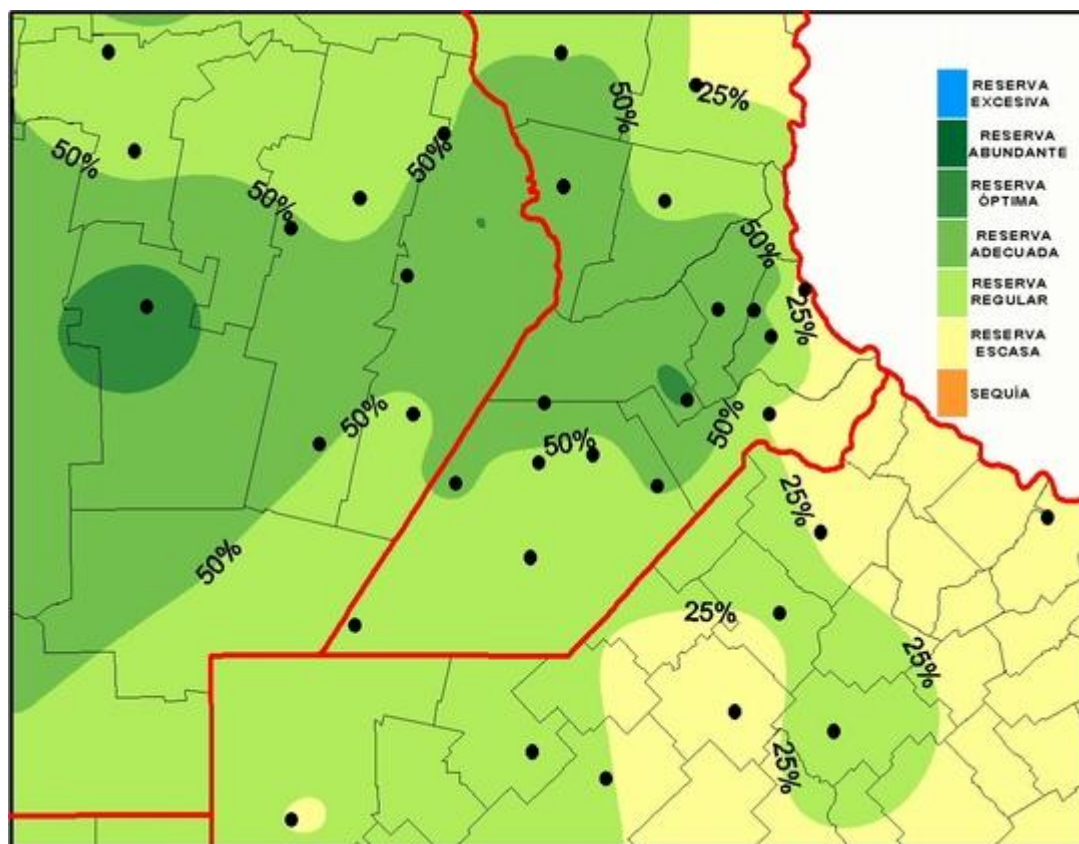 50%
25%
50%
50%
50%
50%
25%
50%
50%
50%
25%
50%
25%
25%
25%
RESERVA
EXCESIVA
RESERVA
ABUNDANTE
RESERVA
ÓPTIMA
RESERVA
ADECUADA
RESERVA
REGULAR
RESERVA
ESCASA
SEQUÍA